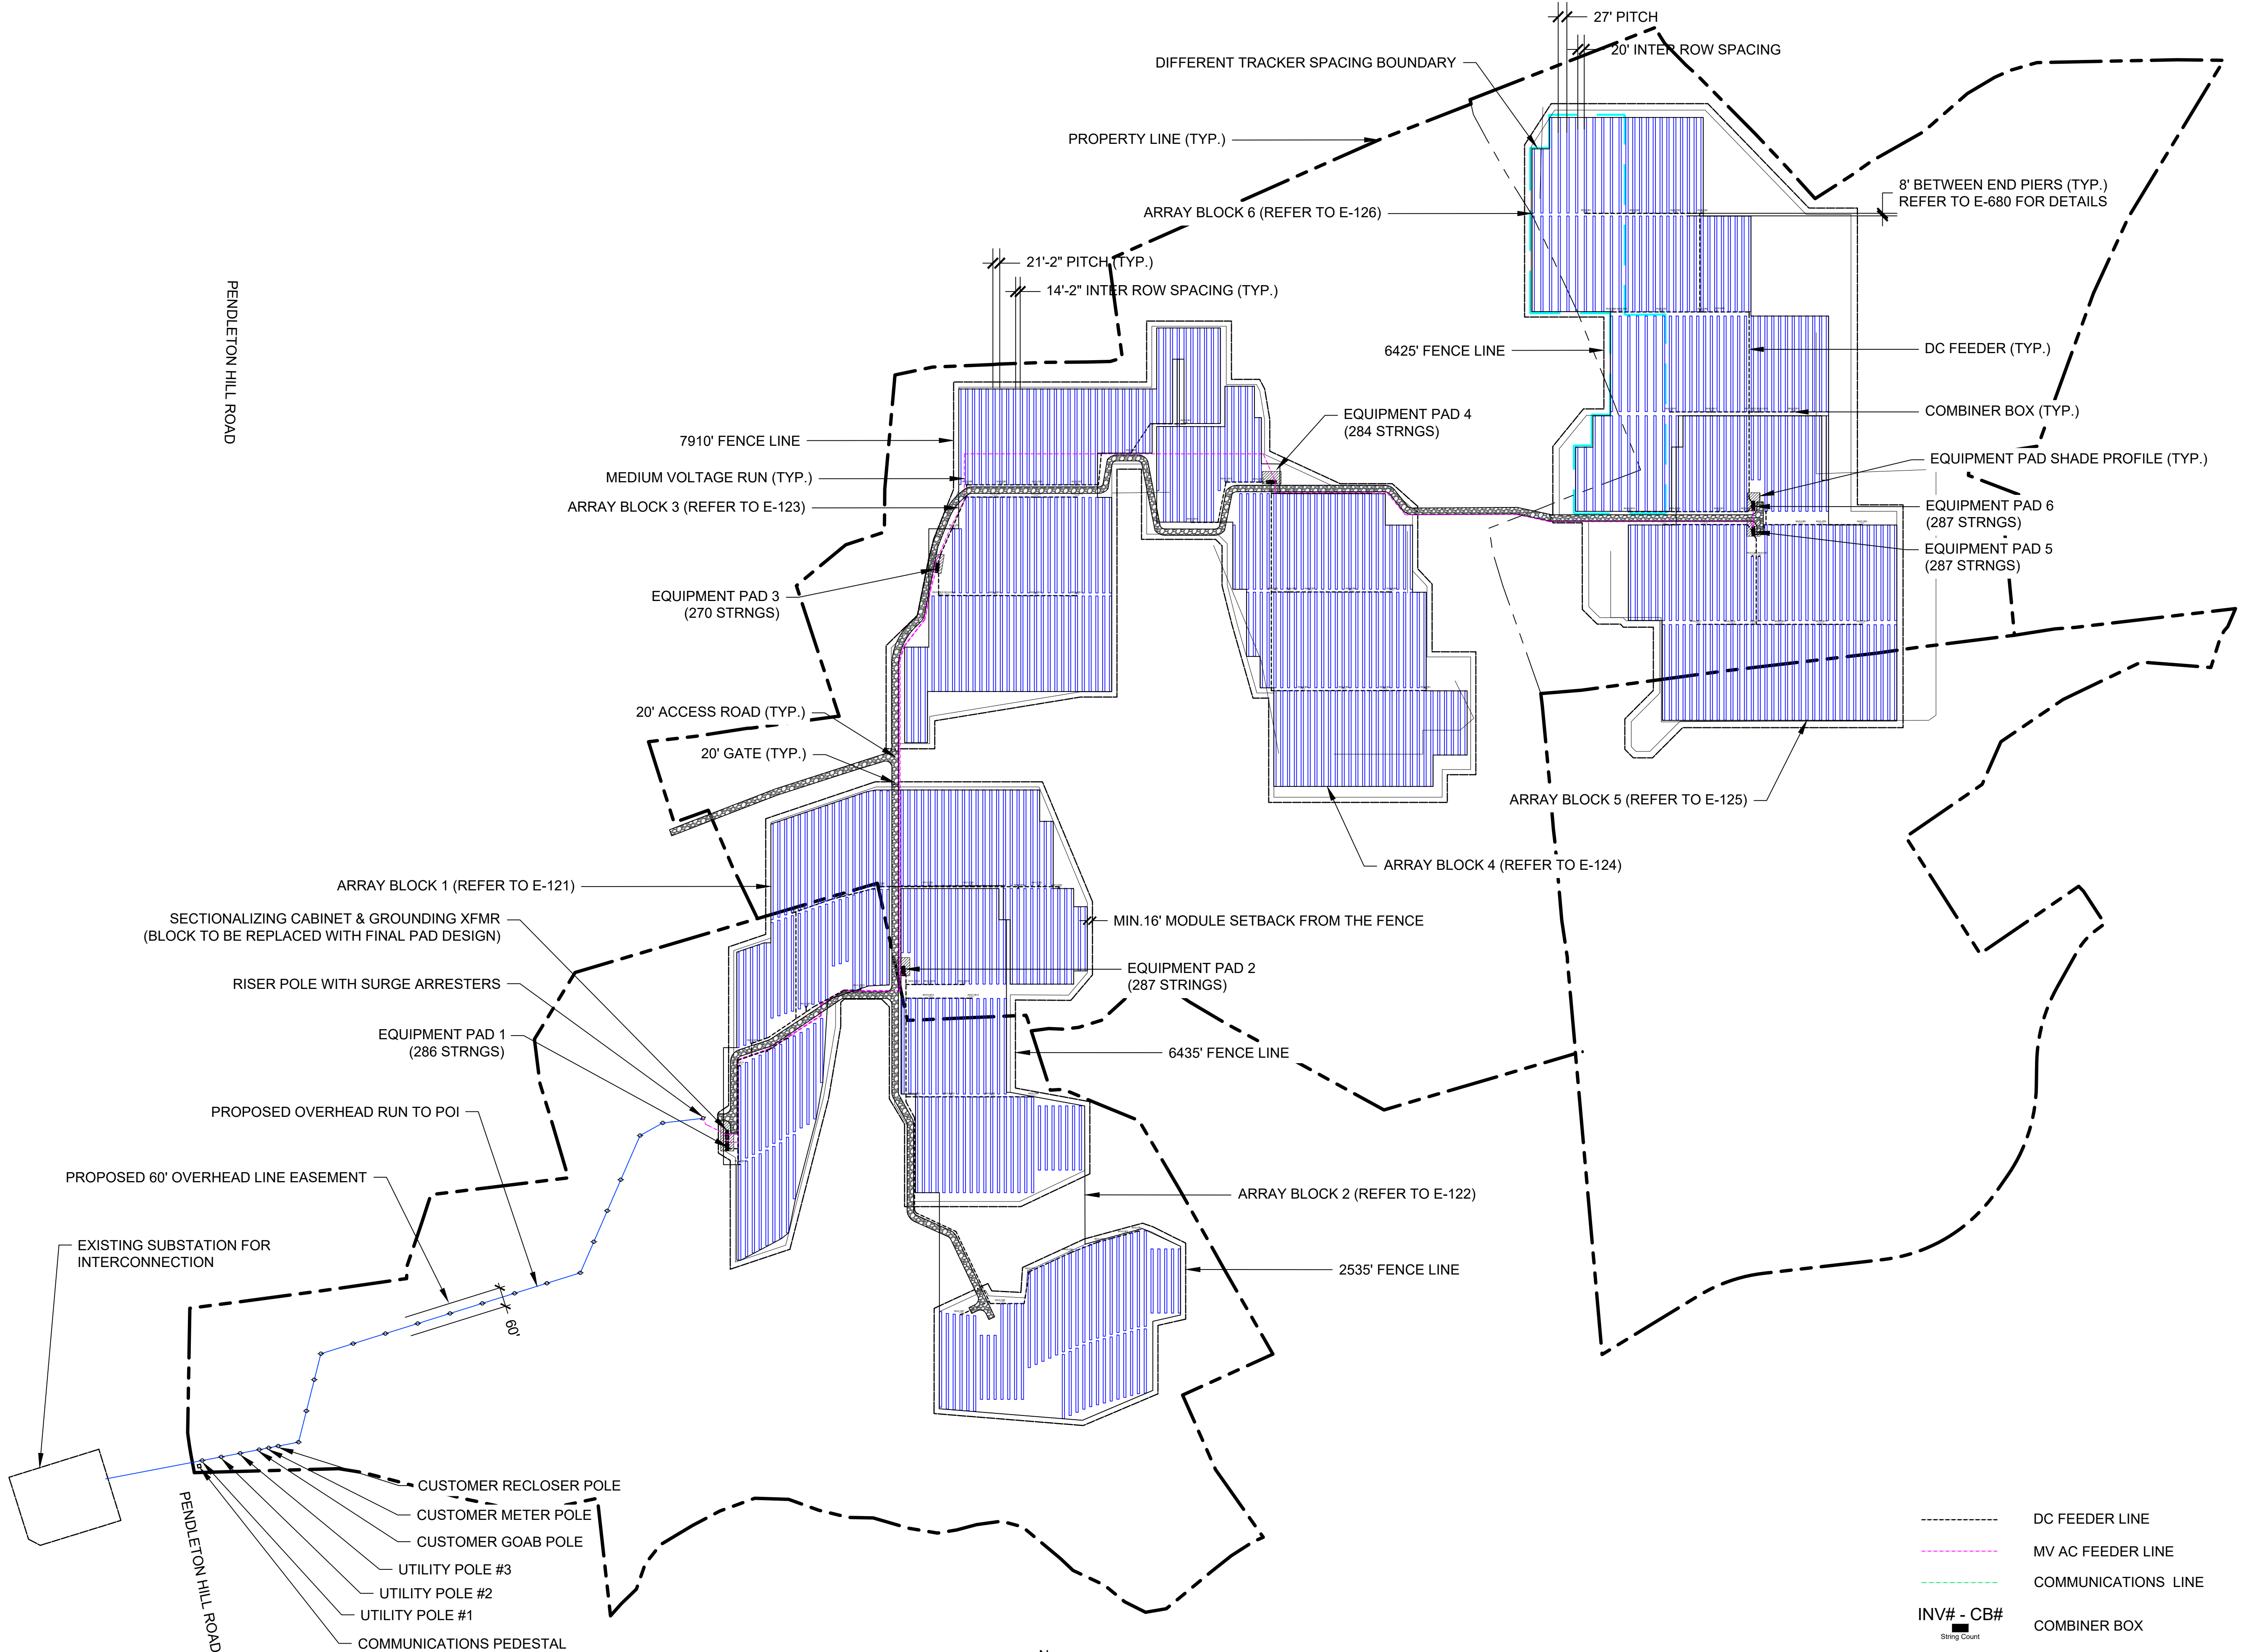 27' PITCH
20' INTER ROW SPACING
DIFFERENT TRACKER SPACING BOUNDARY
PROPERTY LINE (TYP.)
8' BETWEEN END PIERS (TYP.)
REFER TO E-680 FOR DETAILS
ARRAY BLOCK 6 (REFER TO E-126)
21'-2" PITCH (TYP.)
14'-2" INTER ROW SPACING (TYP.)
PENDLETON HILL ROAD
6425' FENCE LINE
DC FEEDER (TYP.)
EQUIPMENT PAD 4
(284 STRNGS)
COMBINER BOX (TYP.)
7910' FENCE LINE
EQUIPMENT PAD SHADE PROFILE (TYP.)
MEDIUM VOLTAGE RUN (TYP.)
ARRAY BLOCK 3 (REFER TO E-123)
EQUIPMENT PAD 6
(287 STRNGS)
EQUIPMENT PAD 5
(287 STRNGS)
EQUIPMENT PAD 3
(270 STRNGS)
20' ACCESS ROAD (TYP.)
20' GATE (TYP.)
ARRAY BLOCK 5 (REFER TO E-125)
ARRAY BLOCK 4 (REFER TO E-124)
ARRAY BLOCK 1 (REFER TO E-121)
SECTIONALIZING CABINET & GROUNDING XFMR
(BLOCK TO BE REPLACED WITH FINAL PAD DESIGN)
MIN.16' MODULE SETBACK FROM THE FENCE
RISER POLE WITH SURGE ARRESTERS
EQUIPMENT PAD 2
(287 STRNGS)
EQUIPMENT PAD 1
(286 STRNGS)
6435' FENCE LINE
PROPOSED OVERHEAD RUN TO POI
PROPOSED 60' OVERHEAD LINE EASEMENT
ARRAY BLOCK 2 (REFER TO E-122)
EXISTING SUBSTATION FOR
INTERCONNECTION
2535' FENCE LINE
60'
CUSTOMER RECLOSER POLE
CUSTOMER METER POLE
CUSTOMER GOAB POLE
UTILITY POLE #3
UTILITY POLE #2
UTILITY POLE #1
COMMUNICATIONS PEDESTAL
PENDLETON HILL ROAD
DC FEEDER LINE
MV AC FEEDER LINE
COMMUNICATIONS LINE
INV# - CB#
String Count
COMBINER BOX